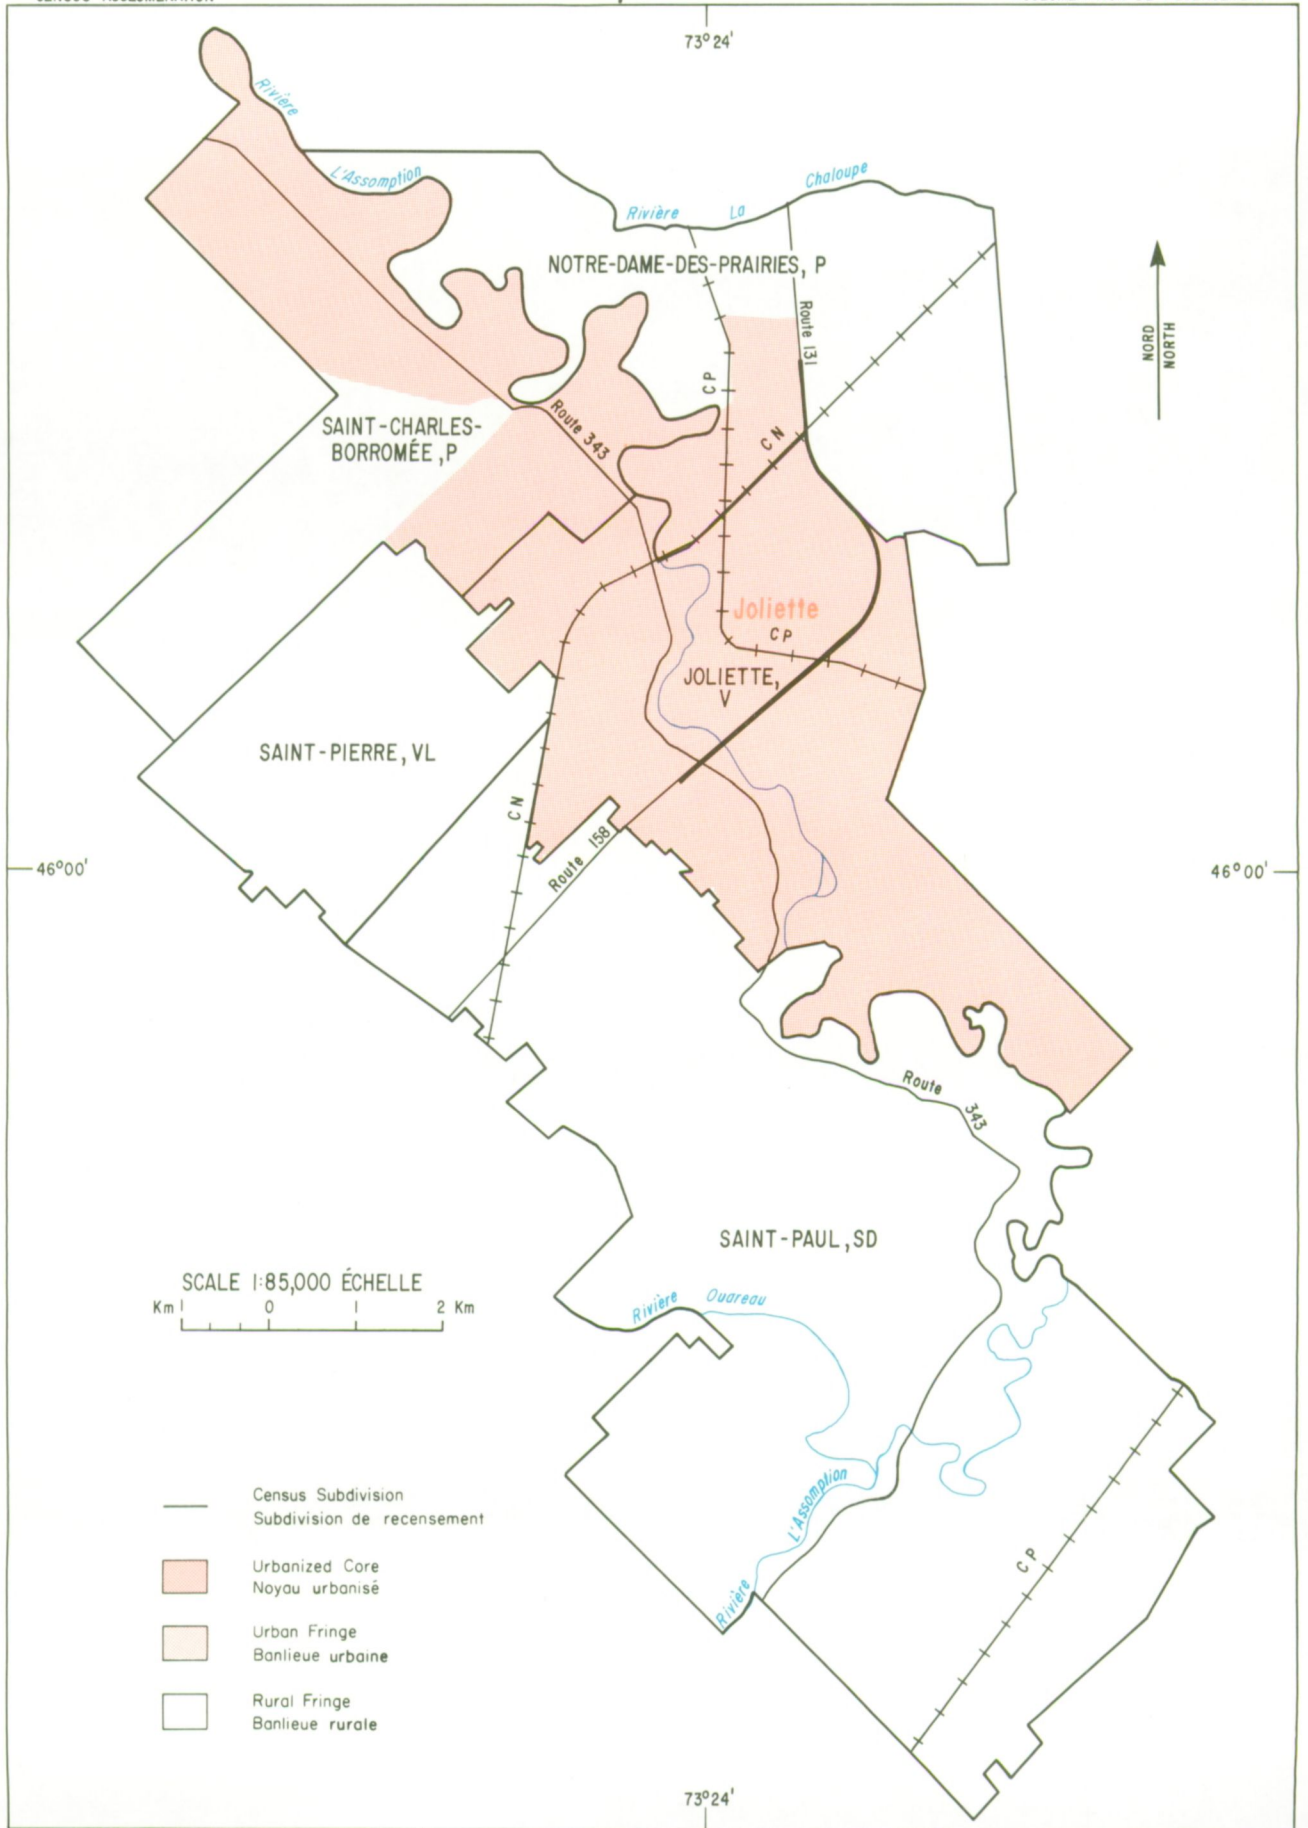 73°24'
Rivière
L'Assomption
Rivière La Chaloupe
NOTRE-DAME-DES-PRAIRIES, P
Route 131
NORD
NORTH
CP
CN
Route 343
SAINT-CHARLES-
BORROMÉE, P
Joliette
CP
JOLIETTE,
V
SAINT-PIERRE, VL
CN
Route 158
46°00'
46°00'
Route 343
SAINT-PAUL, SD
SCALE 1:85,000 ÉCHELLE
Km 1 0 1 2 Km
Rivière Ouareau
L'Assomption
Rivière
CP
Census Subdivision
Subdivision de recensement
Urbanized Core
Noyau urbanisé
Urban Fringe
Banlieue urbaine
Rural Fringe
Banlieue rurale
73°24'